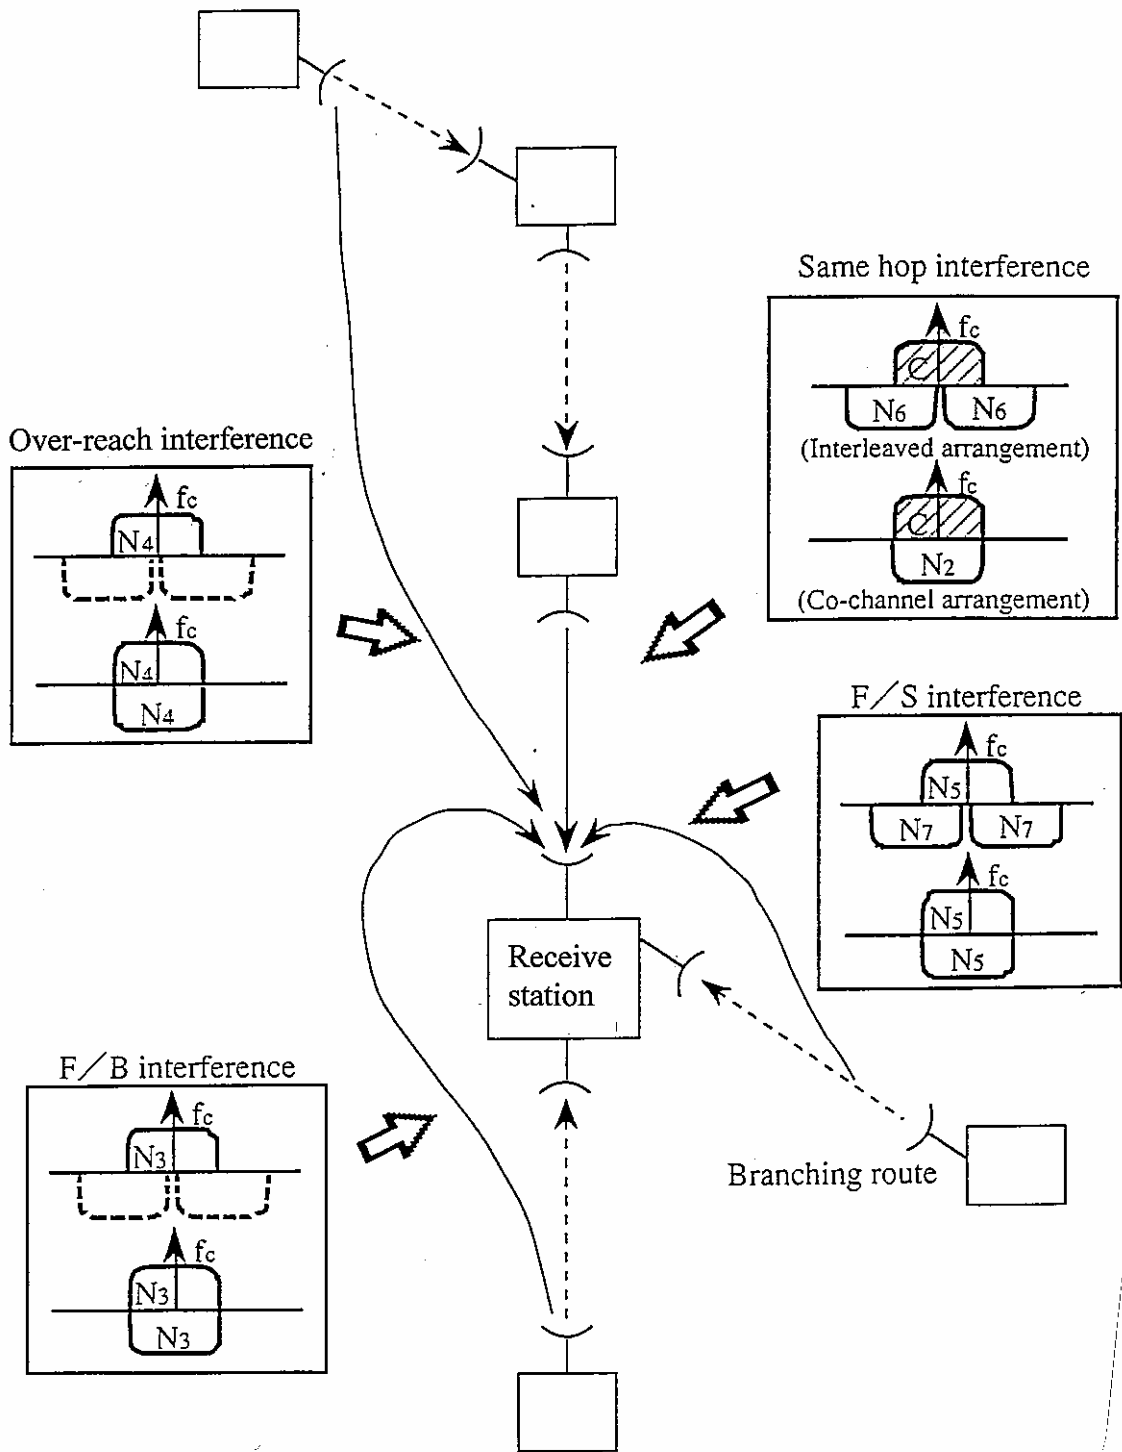 Same hop interference
fc
C
N6 N6
(Interleaved arrangement)
fc
C
N2
(Co-channel arrangement)
Over-reach interference
fc
N4
fc
N4
N4
F/S interference
fc
N5
N7 N7
fc
N5
N5
Receive
station
F/B interference
fc
N3
fc
N3
N3
Branching route